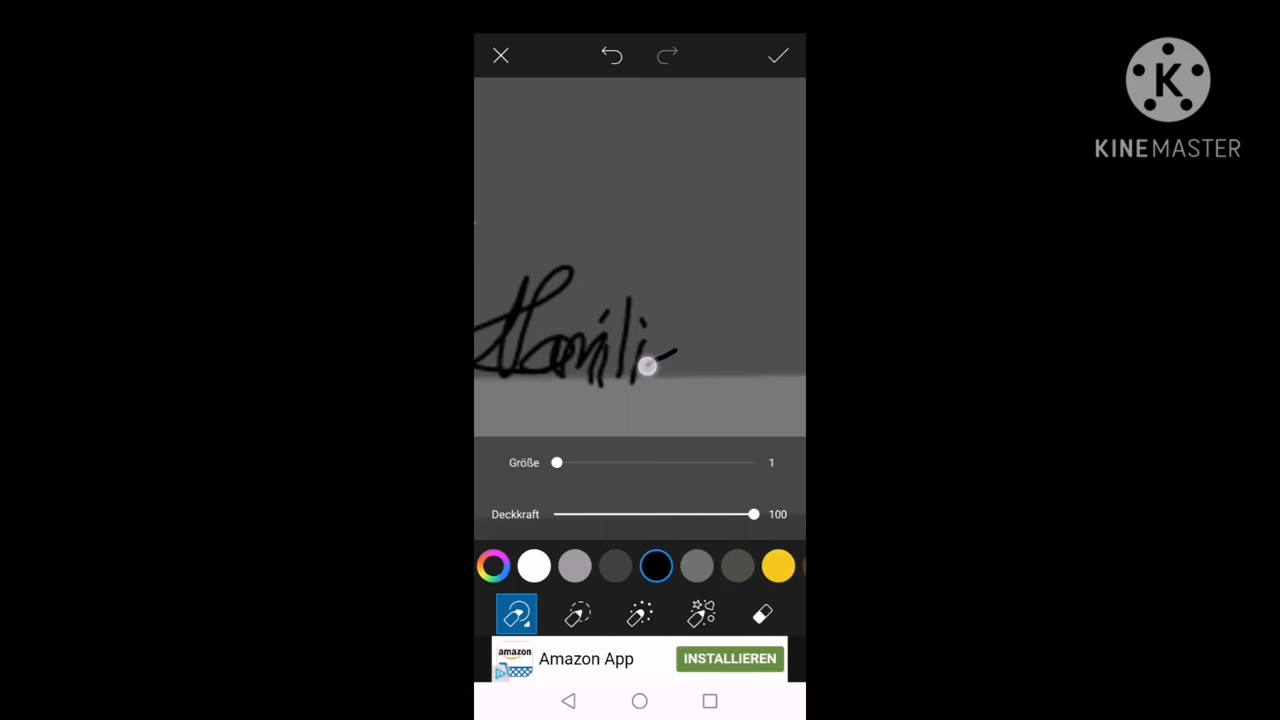 KINEMASTER
Größe 1
Deckkraft 100
amazon
Amazon App
INSTALLIEREN